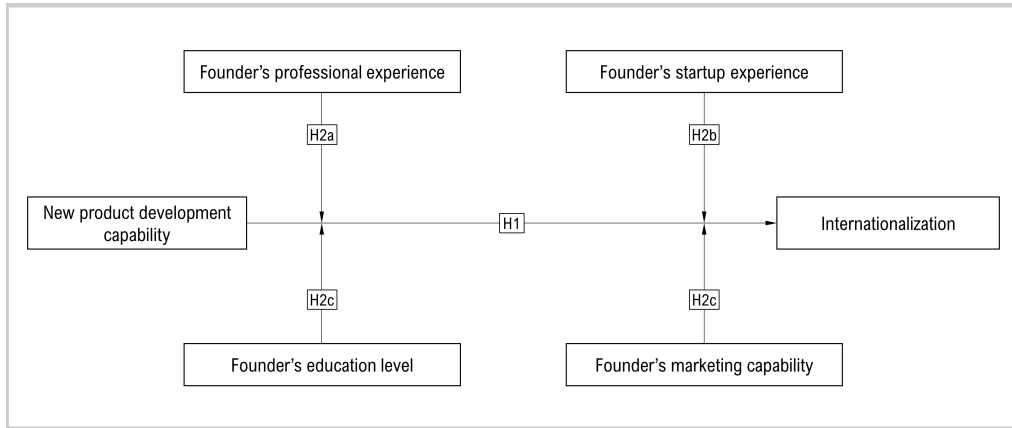 Founder's professional experience
Founder's startup experience
H2a
H2b
New product development
capability
H1
Internationalization
H2c
H2c
Founder's education level
Founder's marketing capability